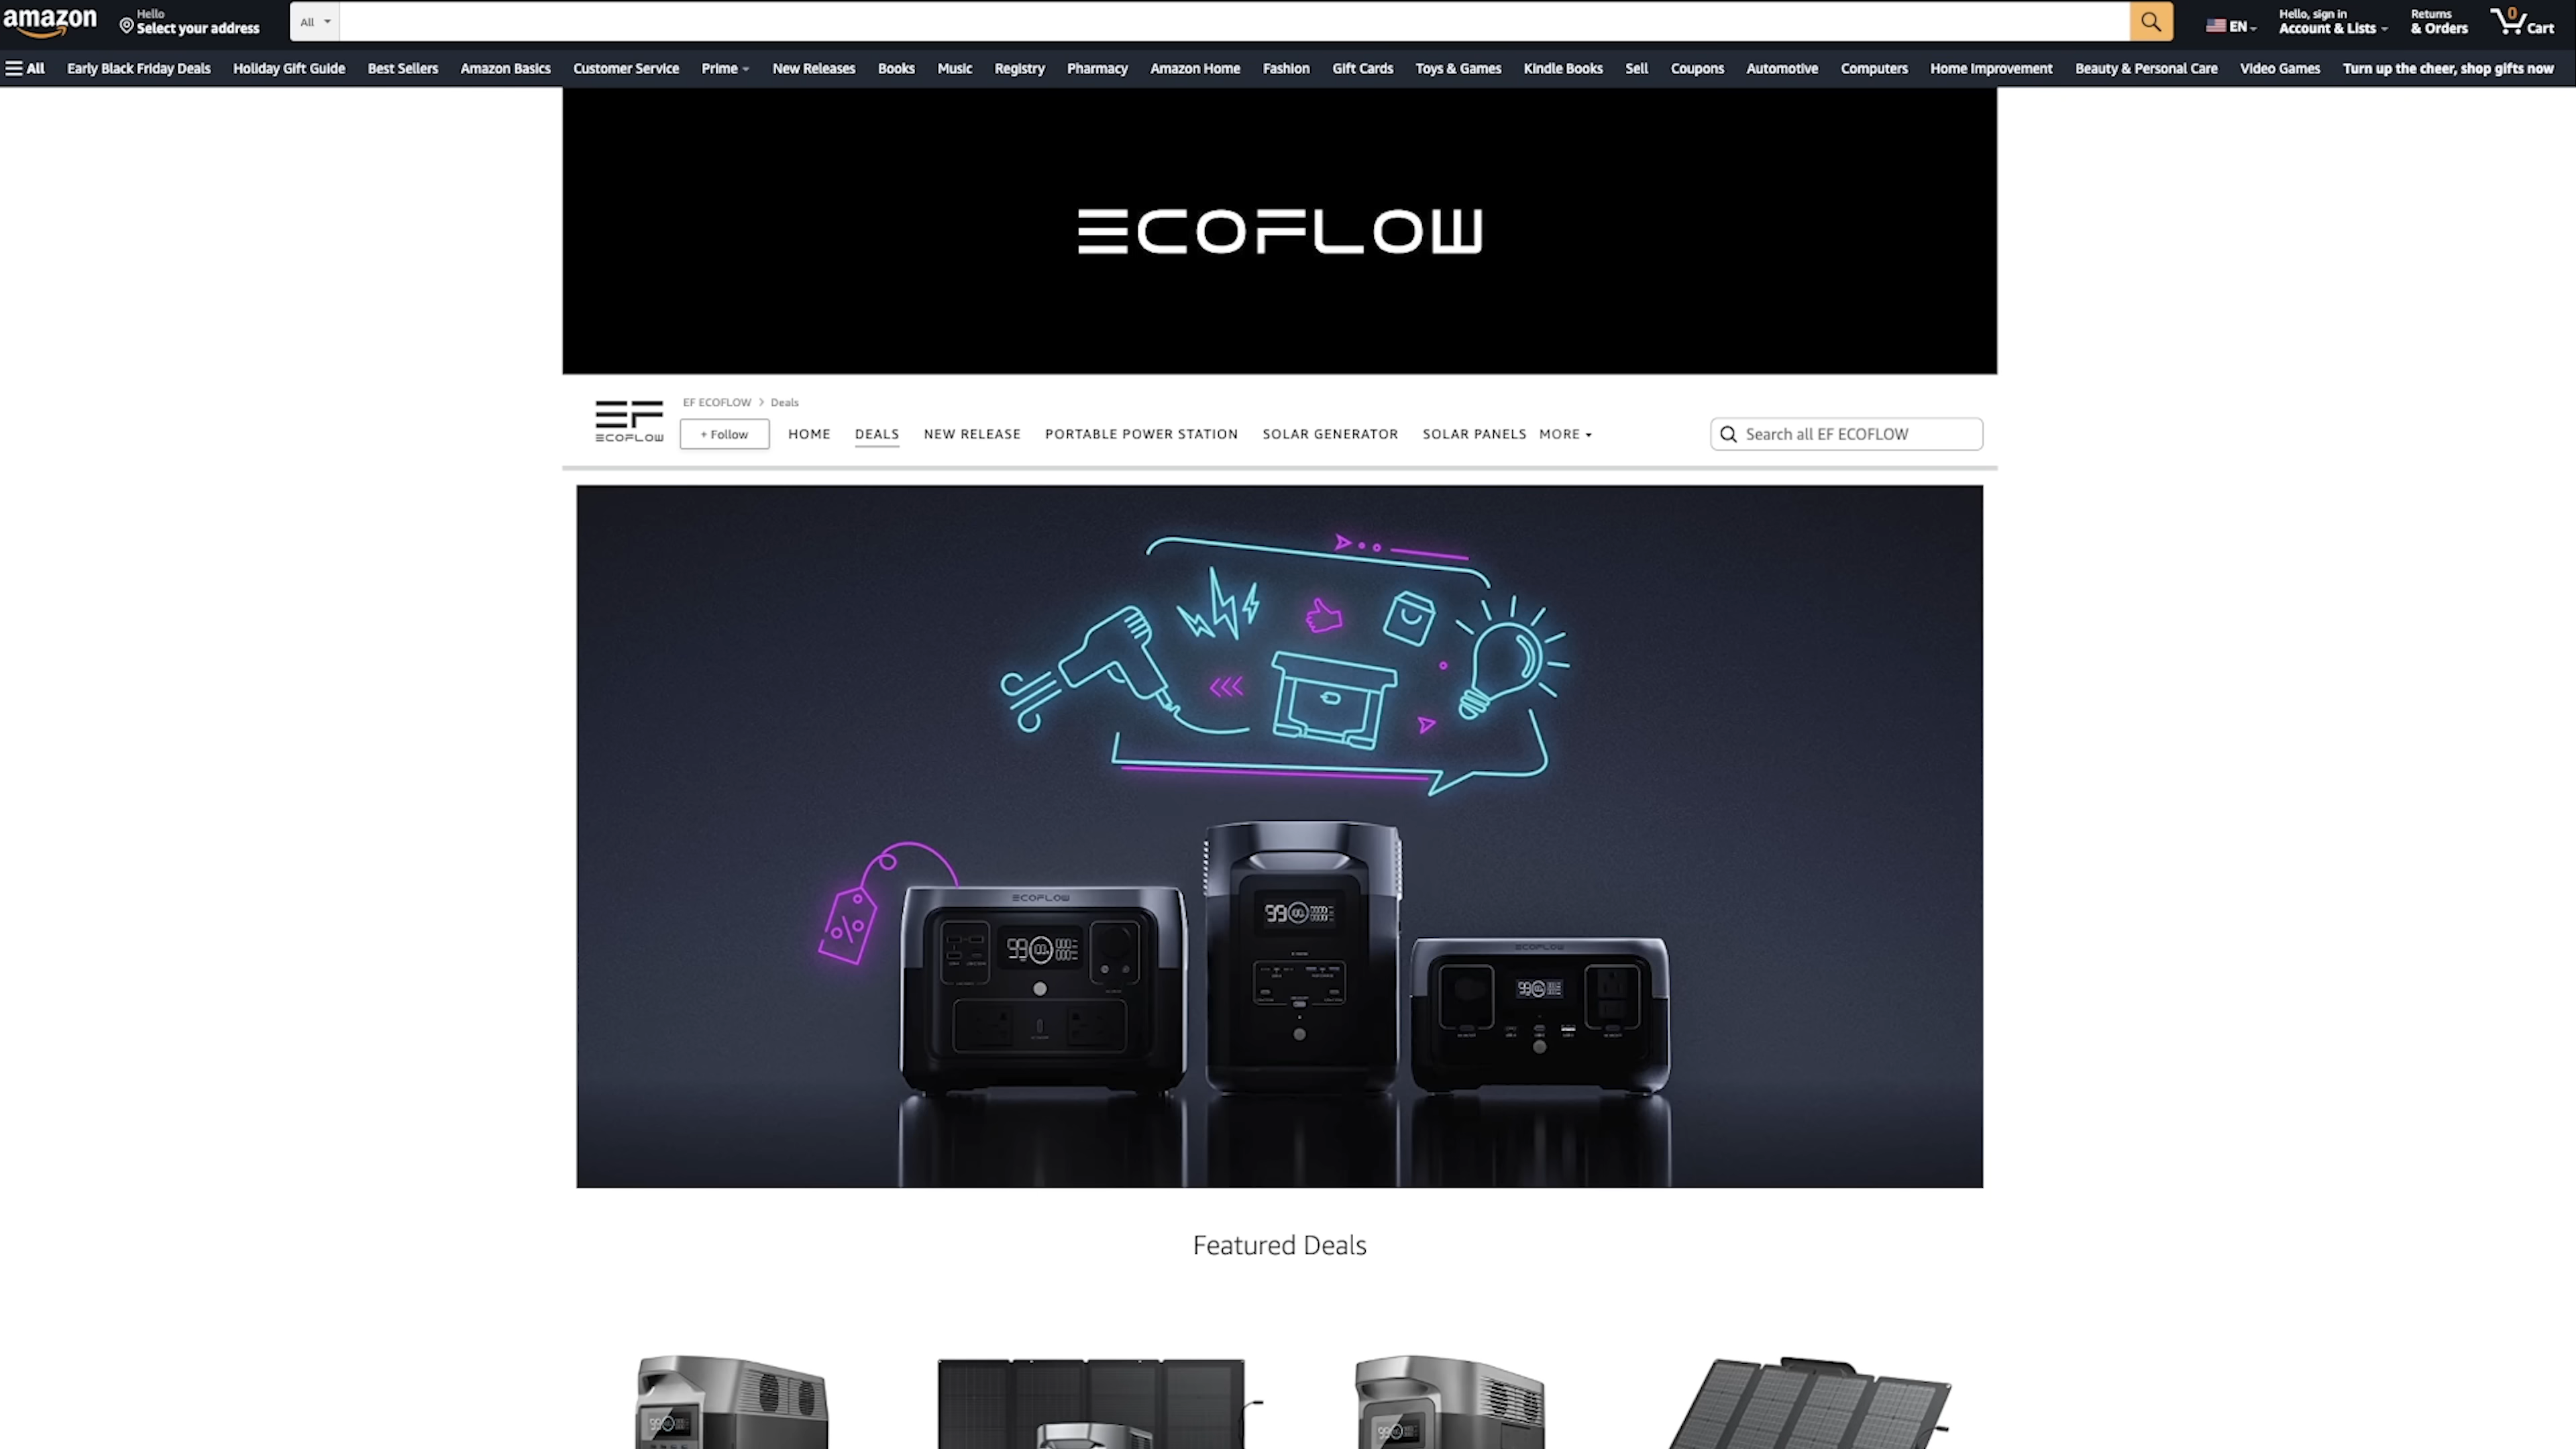 amazon
Hello
Select your address
All
EN
Hello, sign in
Account & Lists
Returns
& Orders
0
Cart
All
Early Black Friday Deals
Holiday Gift Guide
Best Sellers
Amazon Basics
Customer Service
Prime
New Releases
Books
Music
Registry
Pharmacy
Amazon Home
Fashion
Gift Cards
Toys & Games
Kindle Books
Sell
Coupons
Automotive
Computers
Home Improvement
Beauty & Personal Care
Video Games
Turn up the cheer, shop gifts now
ECOFLOW
EF
ECOFLOW
EF ECOFLOW > Deals
+ Follow
HOME
DEALS
NEW RELEASE
PORTABLE POWER STATION
SOLAR GENERATOR
SOLAR PANELS
MORE
Search all EF ECOFLOW
%
ECOFLOW
99 100
99 100
ECOFLOW
99
Featured Deals
99
99